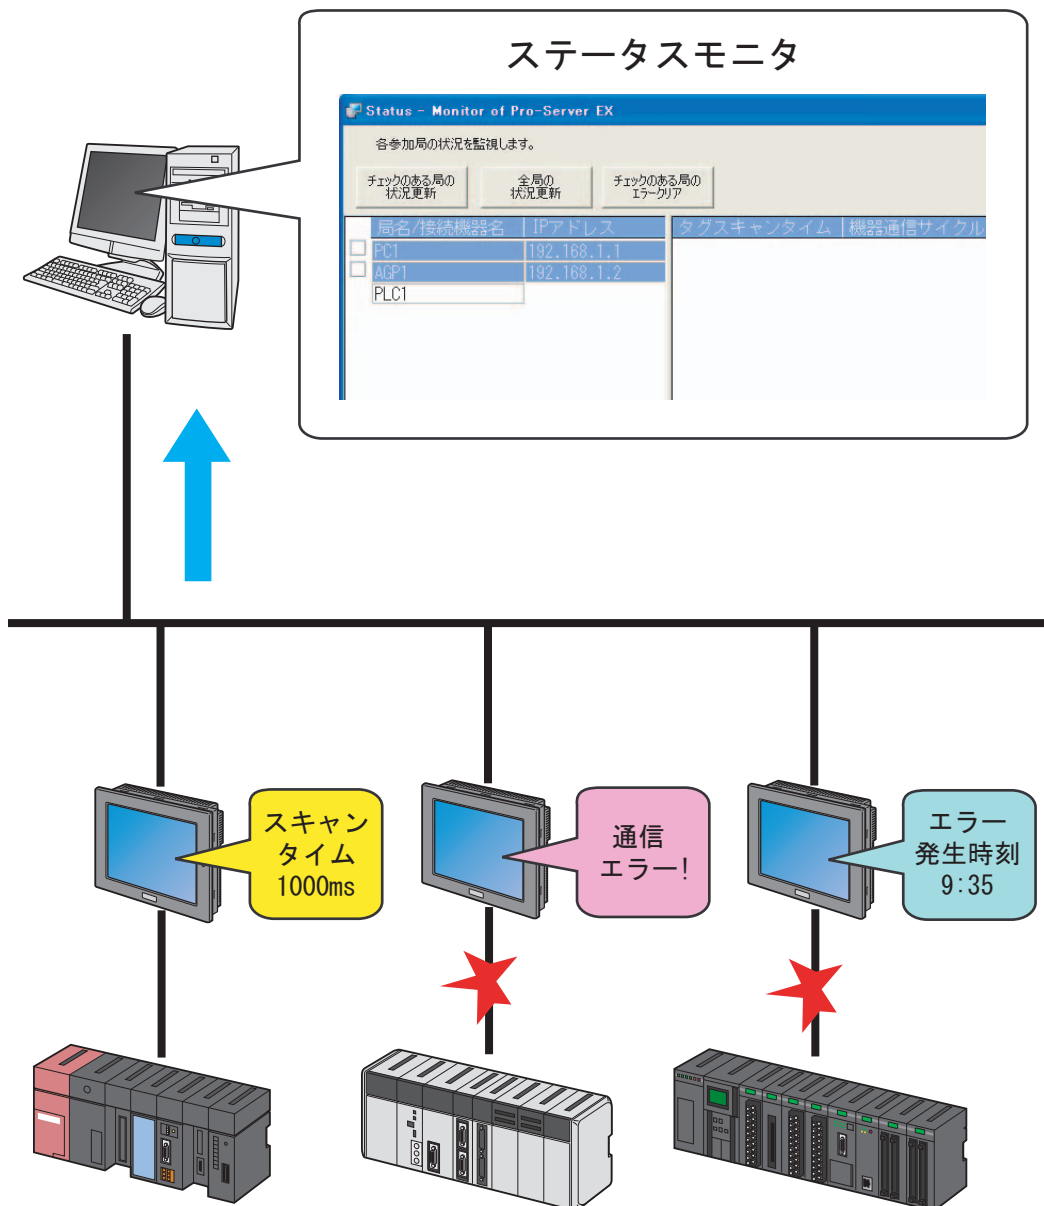 ステータスモニタ
Status - Monitor of Pro-Server EX
各参加局の状況を監視します。
チェックのある局の
状況更新
全局の
状況更新
チェックのある局の
エラークリア
局名/接続機器名 IPアドレス タグスキャンタイム 機器通信サイクル
PC1 192.168.1.1
AGP1 192.168.1.2
PLC1
スキャン
タイム
1000ms
通信
エラー!
エラー
発生時刻
9:35